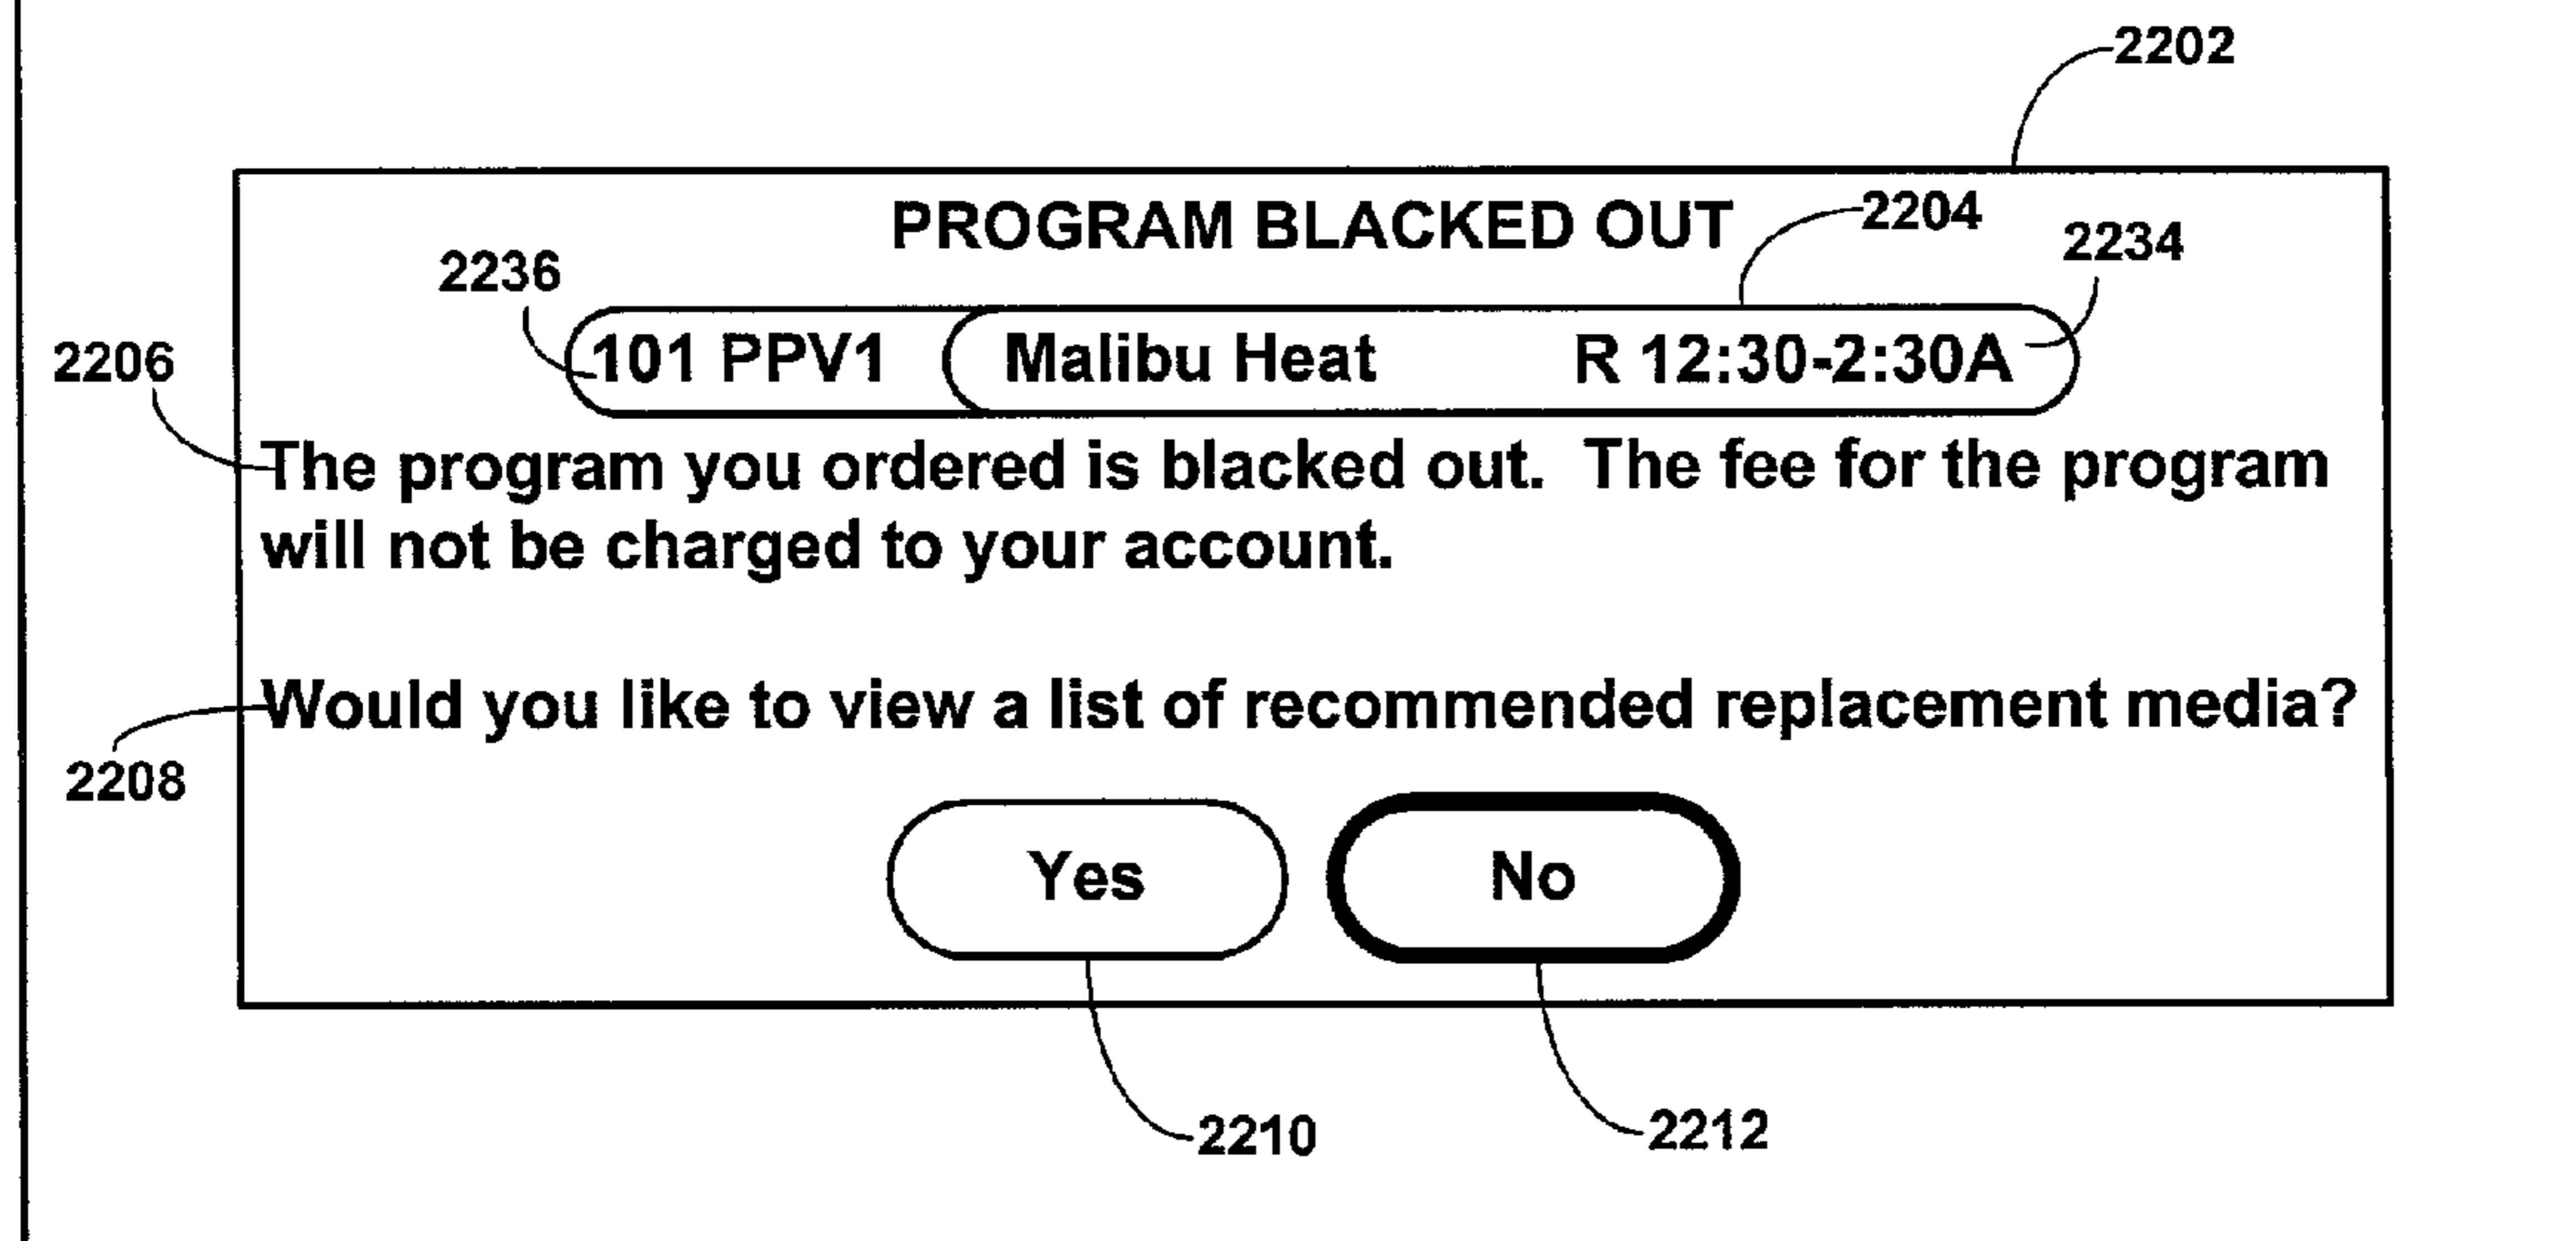 2202
PROGRAM BLACKED OUT
2204
2234
2236
101 PPV1 Malibu Heat R 12:30-2:30A
2206
The program you ordered is blacked out. The fee for the program
will not be charged to your account.
Would you like to view a list of recommended replacement media?
2208
Yes No
2210
2212